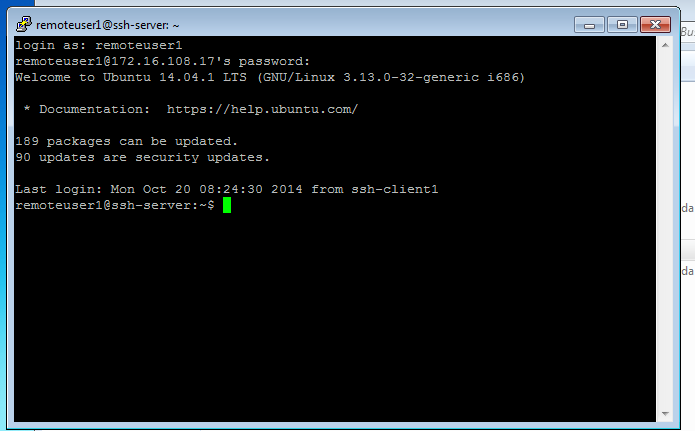 remoteuser1@ssh-server: ~
login as: remoteuser1
remoteuser1@172.16.108.17's password:
Welcome to Ubuntu 14.04.1 LTS (GNU/Linux 3.13.0-32-generic i686)
* Documentation:  https://help.ubuntu.com/
189 packages can be updated.
90 updates are security updates.
Last login: Mon Oct 20 08:24:30 2014 from ssh-client1
remoteuser1@ssh-server:~$
da
da